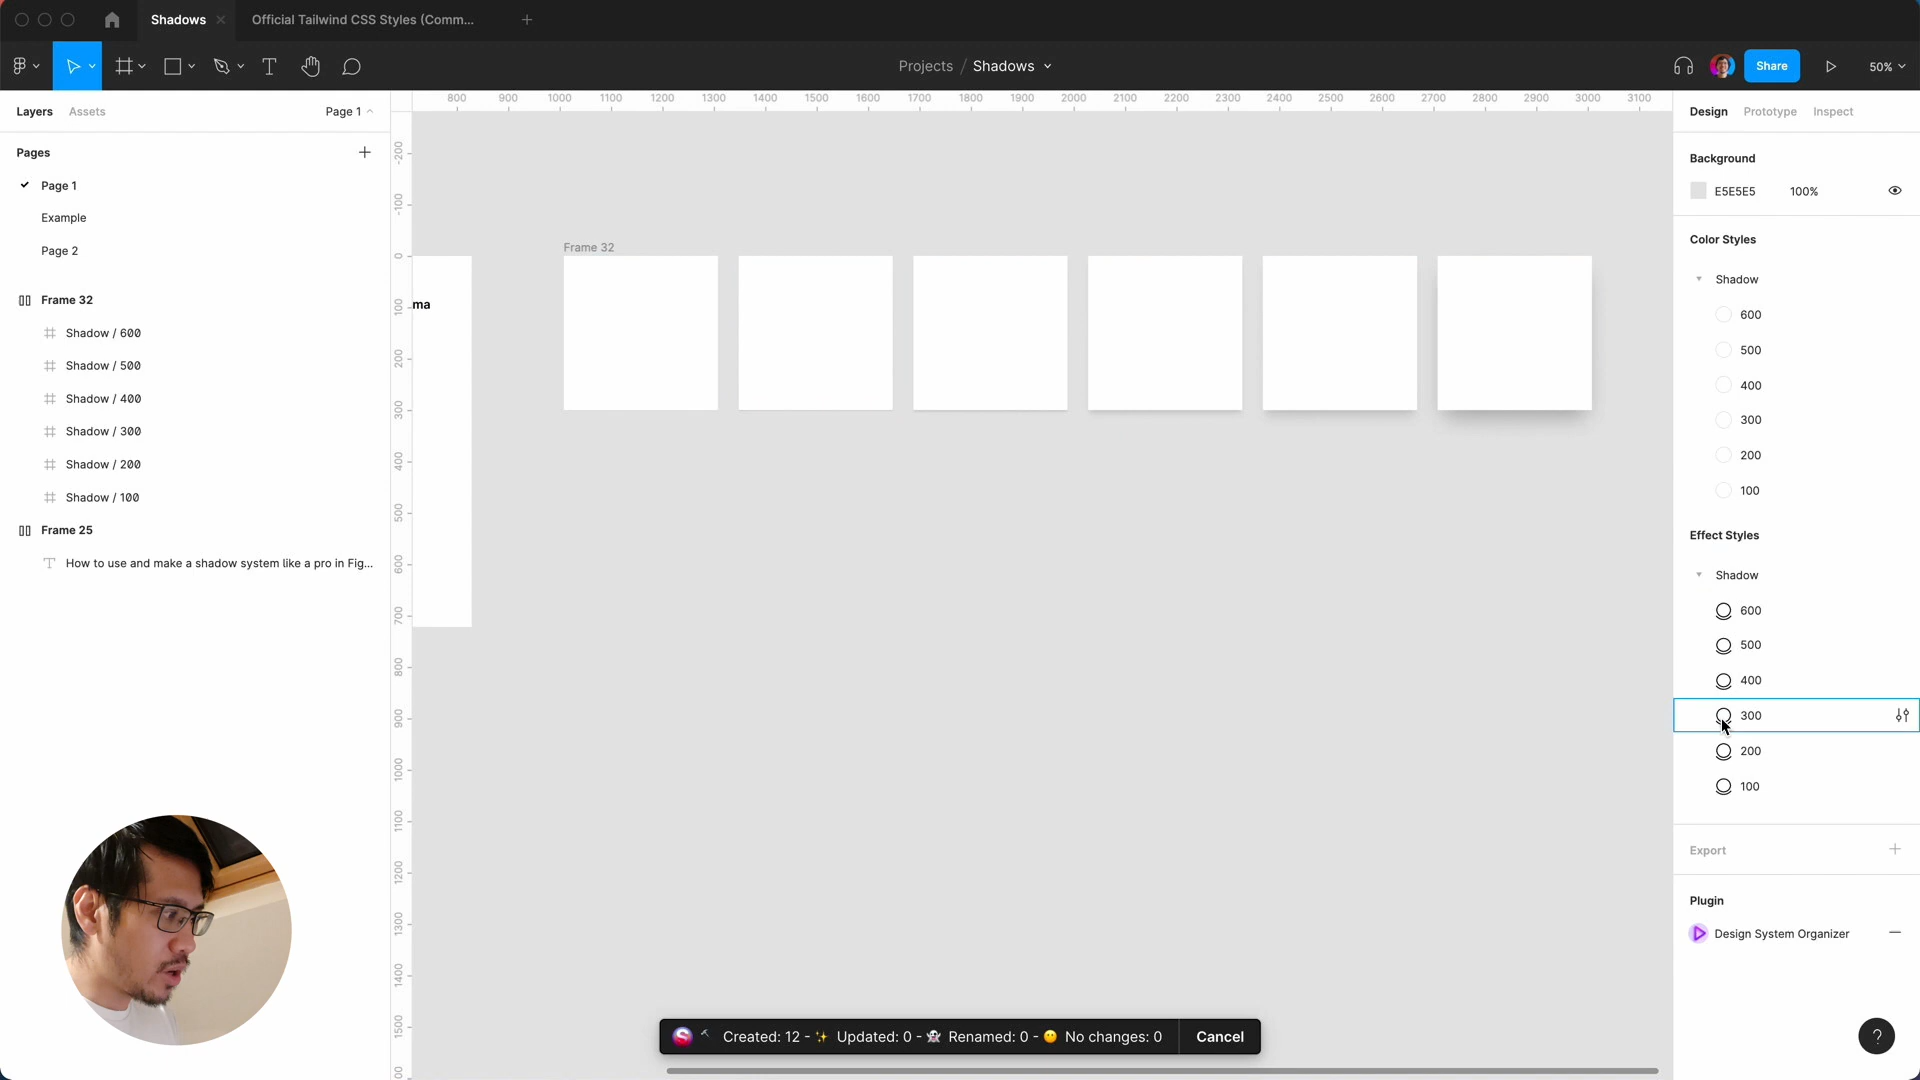 Shadows
Official Tailwind CSS Styles (Comm...
Projects / Shadows
Share
50%
Layers
Assets
Page 1
Pages
Page 1
Example
Page 2
Frame 32
Shadow / 600
Shadow / 500
Shadow / 400
Shadow / 300
Shadow / 200
Shadow / 100
Frame 25
How to use and make a shadow system like a pro in Fig...
800 900 1000 1100 1200 1300 1400 1500 1600 1700 1800 1900 2000 2100 2200 2300 2400 2500 2600 2700 2800 2900 3000 3100
-200
-100
0
100
200
300
400
500
600
700
800
900
1000
1100
1200
1300
1400
1500
00
ma
Frame 32
Design
Prototype
Inspect
Background
E5E5E5 100%
Color Styles
Shadow
600
500
400
300
200
100
Effect Styles
Shadow
600
500
400
300
200
100
Export
Plugin
Design System Organizer
Created: 12 - ✨ Updated: 0 - 👻 Renamed: 0 - 😶 No changes: 0
Cancel
?